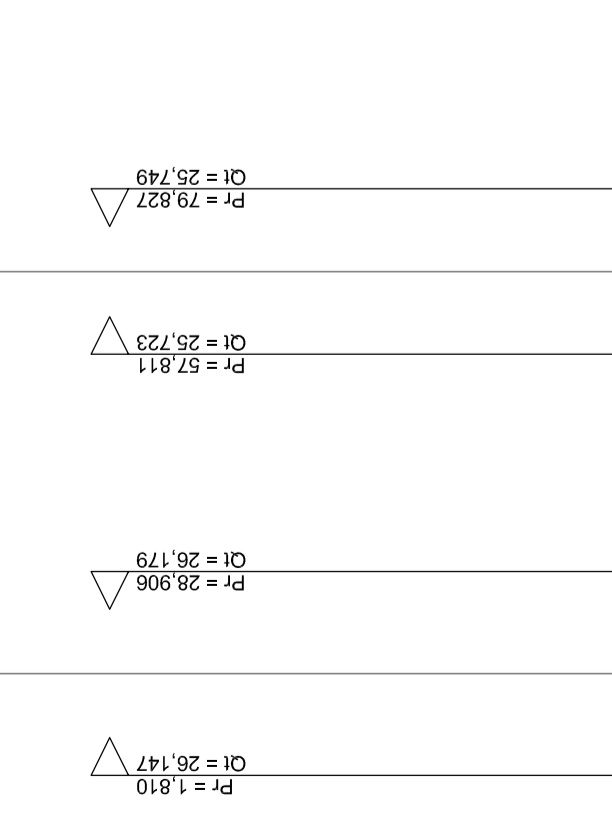 Pr = 1,810
Qt = 26,147
Pr = 28,906
Qt = 26,179
Pr = 57,811
Qt = 25,723
Pr = 79,827
Qt = 25,749